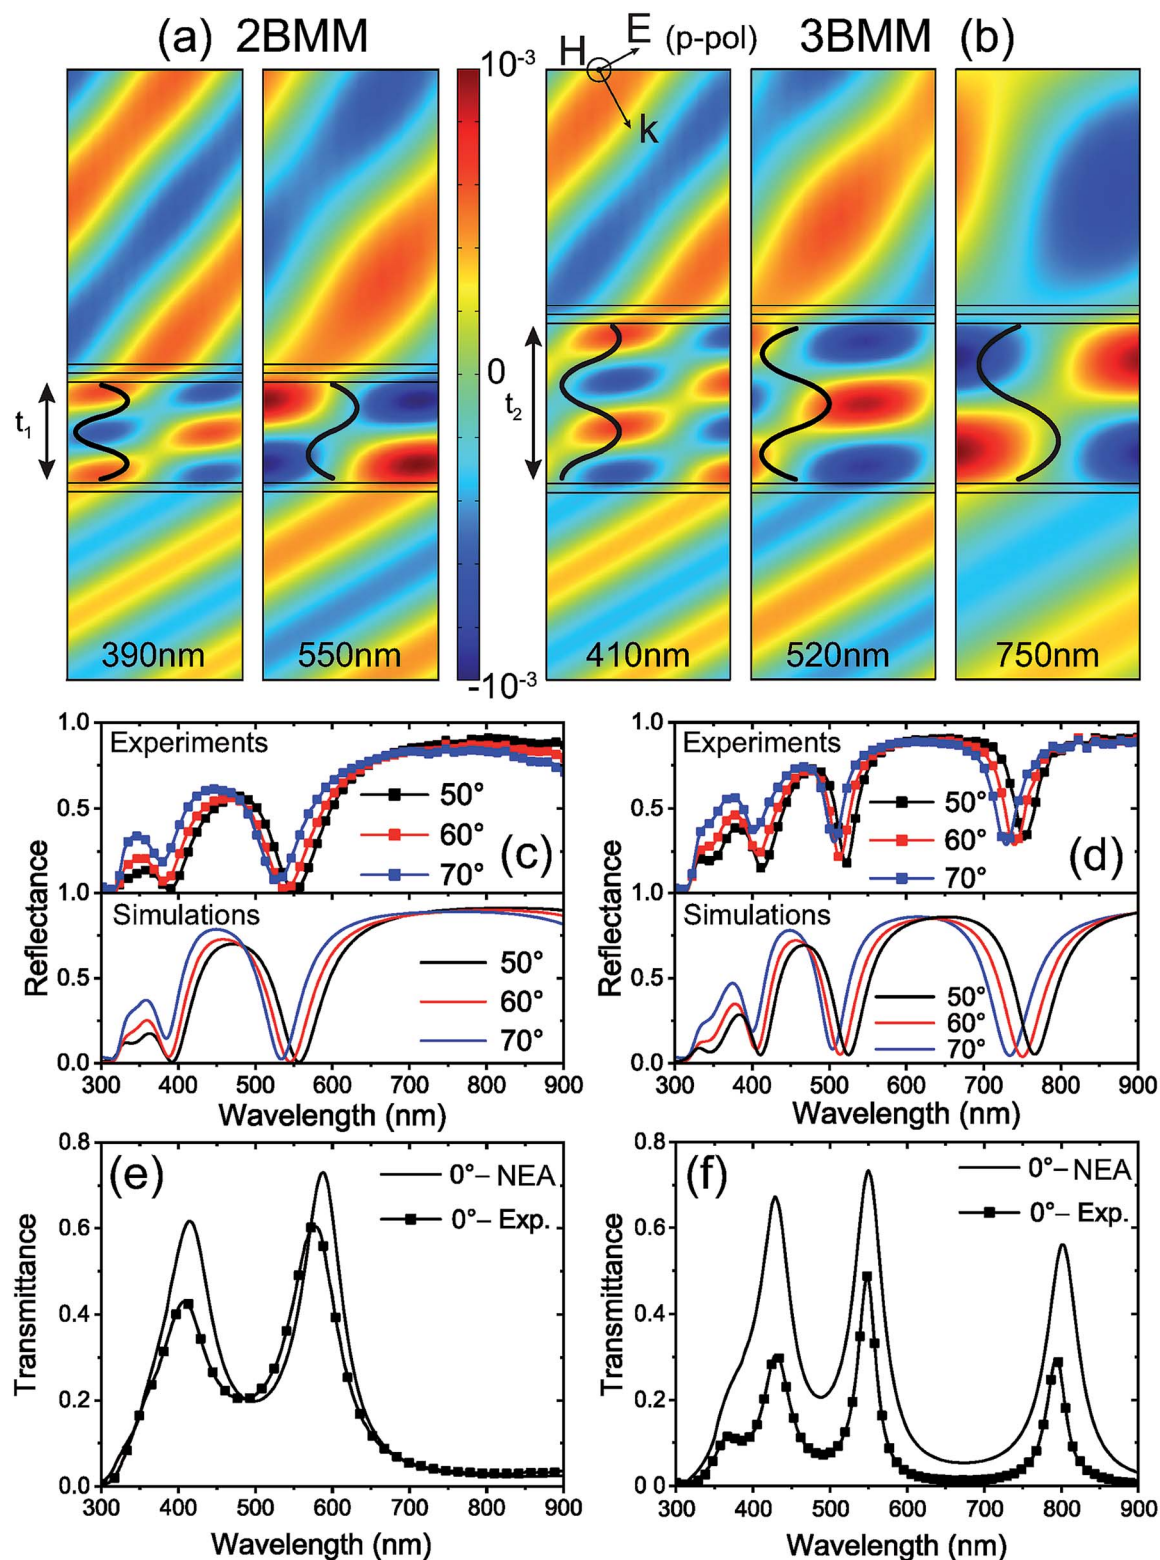 (a) 2BMM
H E (p-pol)
k
3BMM (b)
10⁻³
0
-10⁻³
t₁
t₂
390nm
550nm
410nm
520nm
750nm
Reflectance
1.0
0.5
1.0
0.5
0.0
Experiments
50°
60°
70°
(c)
Simulations
50°
60°
70°
300 400 500 600 700 800 900
Wavelength (nm)
Reflectance
1.0
0.5
1.0
0.5
0.0
Experiments
50°
60°
70°
(d)
Simulations
50°
60°
70°
300 400 500 600 700 800 900
Wavelength (nm)
Transmittance
0.8
0.6
0.4
0.2
0.0
(e)
0°– NEA
0°– Exp.
300 400 500 600 700 800 900
Wavelength (nm)
Transmittance
0.8
0.6
0.4
0.2
0.0
(f)
0°– NEA
0°– Exp.
300 400 500 600 700 800 900
Wavelength (nm)